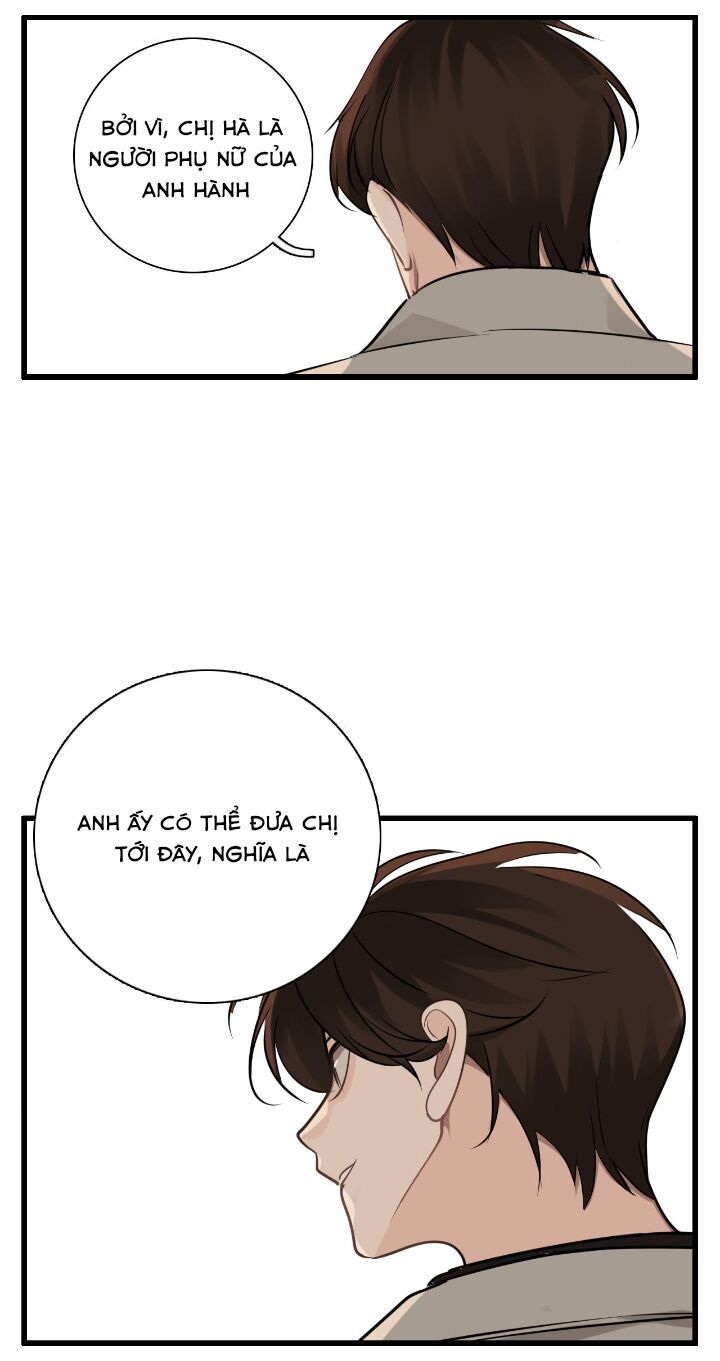 BỞI VÌ, CHỊ HÀ LÀ
NGƯỜI PHỤ NỮ CỦA
ANH HÀNH
ANH ẤY CÓ THỂ ĐƯA CHỊ
TỚI ĐÂY, NGHĨA LÀ